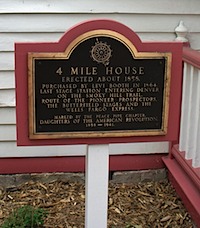 4 MILE HOUSE
ERECTED ABOUT 1858.
PURCHASED BY LEVI BOOTH IN 1864.
LAST STAGE STATION ENTERING DENVER
ON THE SMOKY HILL TRAIL.
ROUTE OF THE PIONEER PROSPECTORS,
THE BUTTERFIELD STAGES AND THE
WELLS FARGO EXPRESS.
MARKED BY THE PEACE PIPE CHAPTER
DAUGHTERS OF THE AMERICAN REVOLUTION